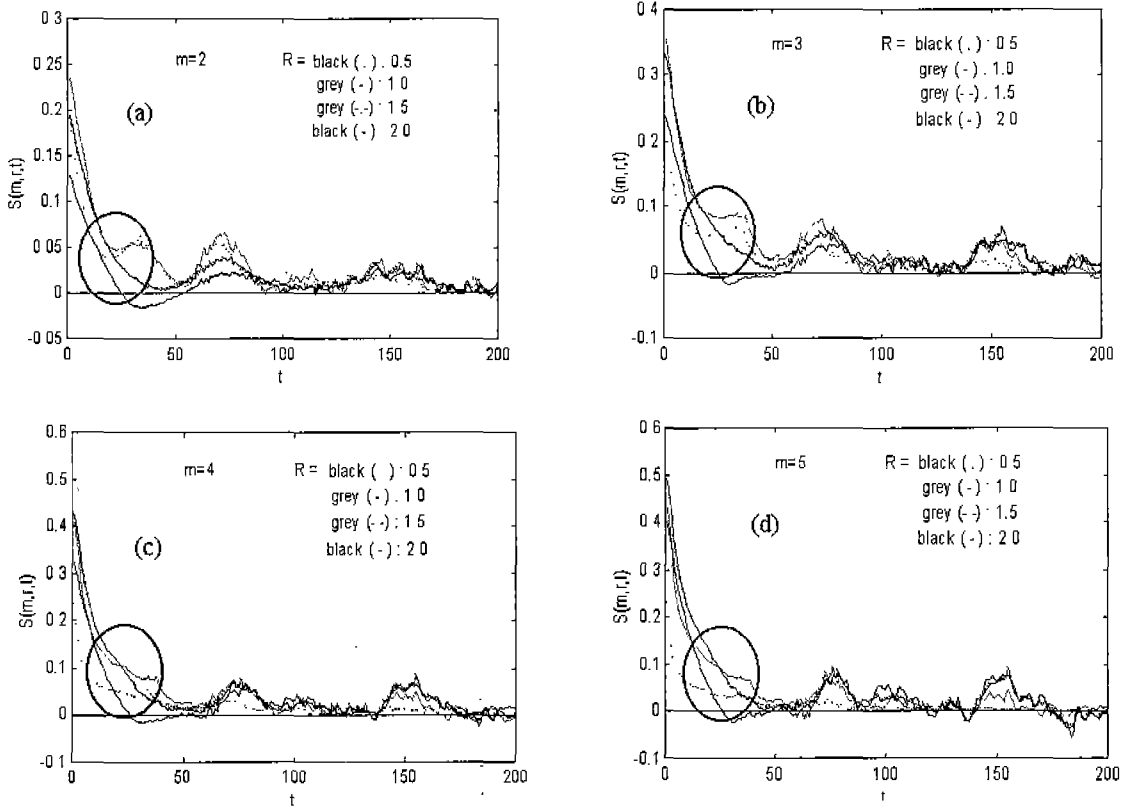 0.3
0.25
0.2
0.15
0.1
0.05
0
-0.05
S(m,r,t)
m=2
R = black (.) . 0.5
grey (-) : 1 0
grey (-.-) : 1 5
black (-) 2 0
(a)
0 50 100 150 200
t
0.4
0.3
0.2
0.1
0
-0.1
S(m,r,t)
m=3
R = black (.) : 0 5
grey (-) . 1.0
grey (--) . 1.5
black (-) 2 0
(b)
0 50 100 150 200
t
0.6
0.5
0.4
0.3
0.2
0.1
0
-0.1
S(m,r,t)
m=4
R = black ( ) : 0 5
grey (-) . 1 0
grey (--) : 1 5
black (-) : 2 0
(c)
0 50 100 150 200
t
0.6
0.5
0.4
0.3
0.2
0.1
0
-0.1
S(m,r,t)
m=5
R = black (.) : 0 5
grey (-) : 1 0
grey (--) : 1.5
black (-) : 2 0
(d)
0 50 100 150 200
t